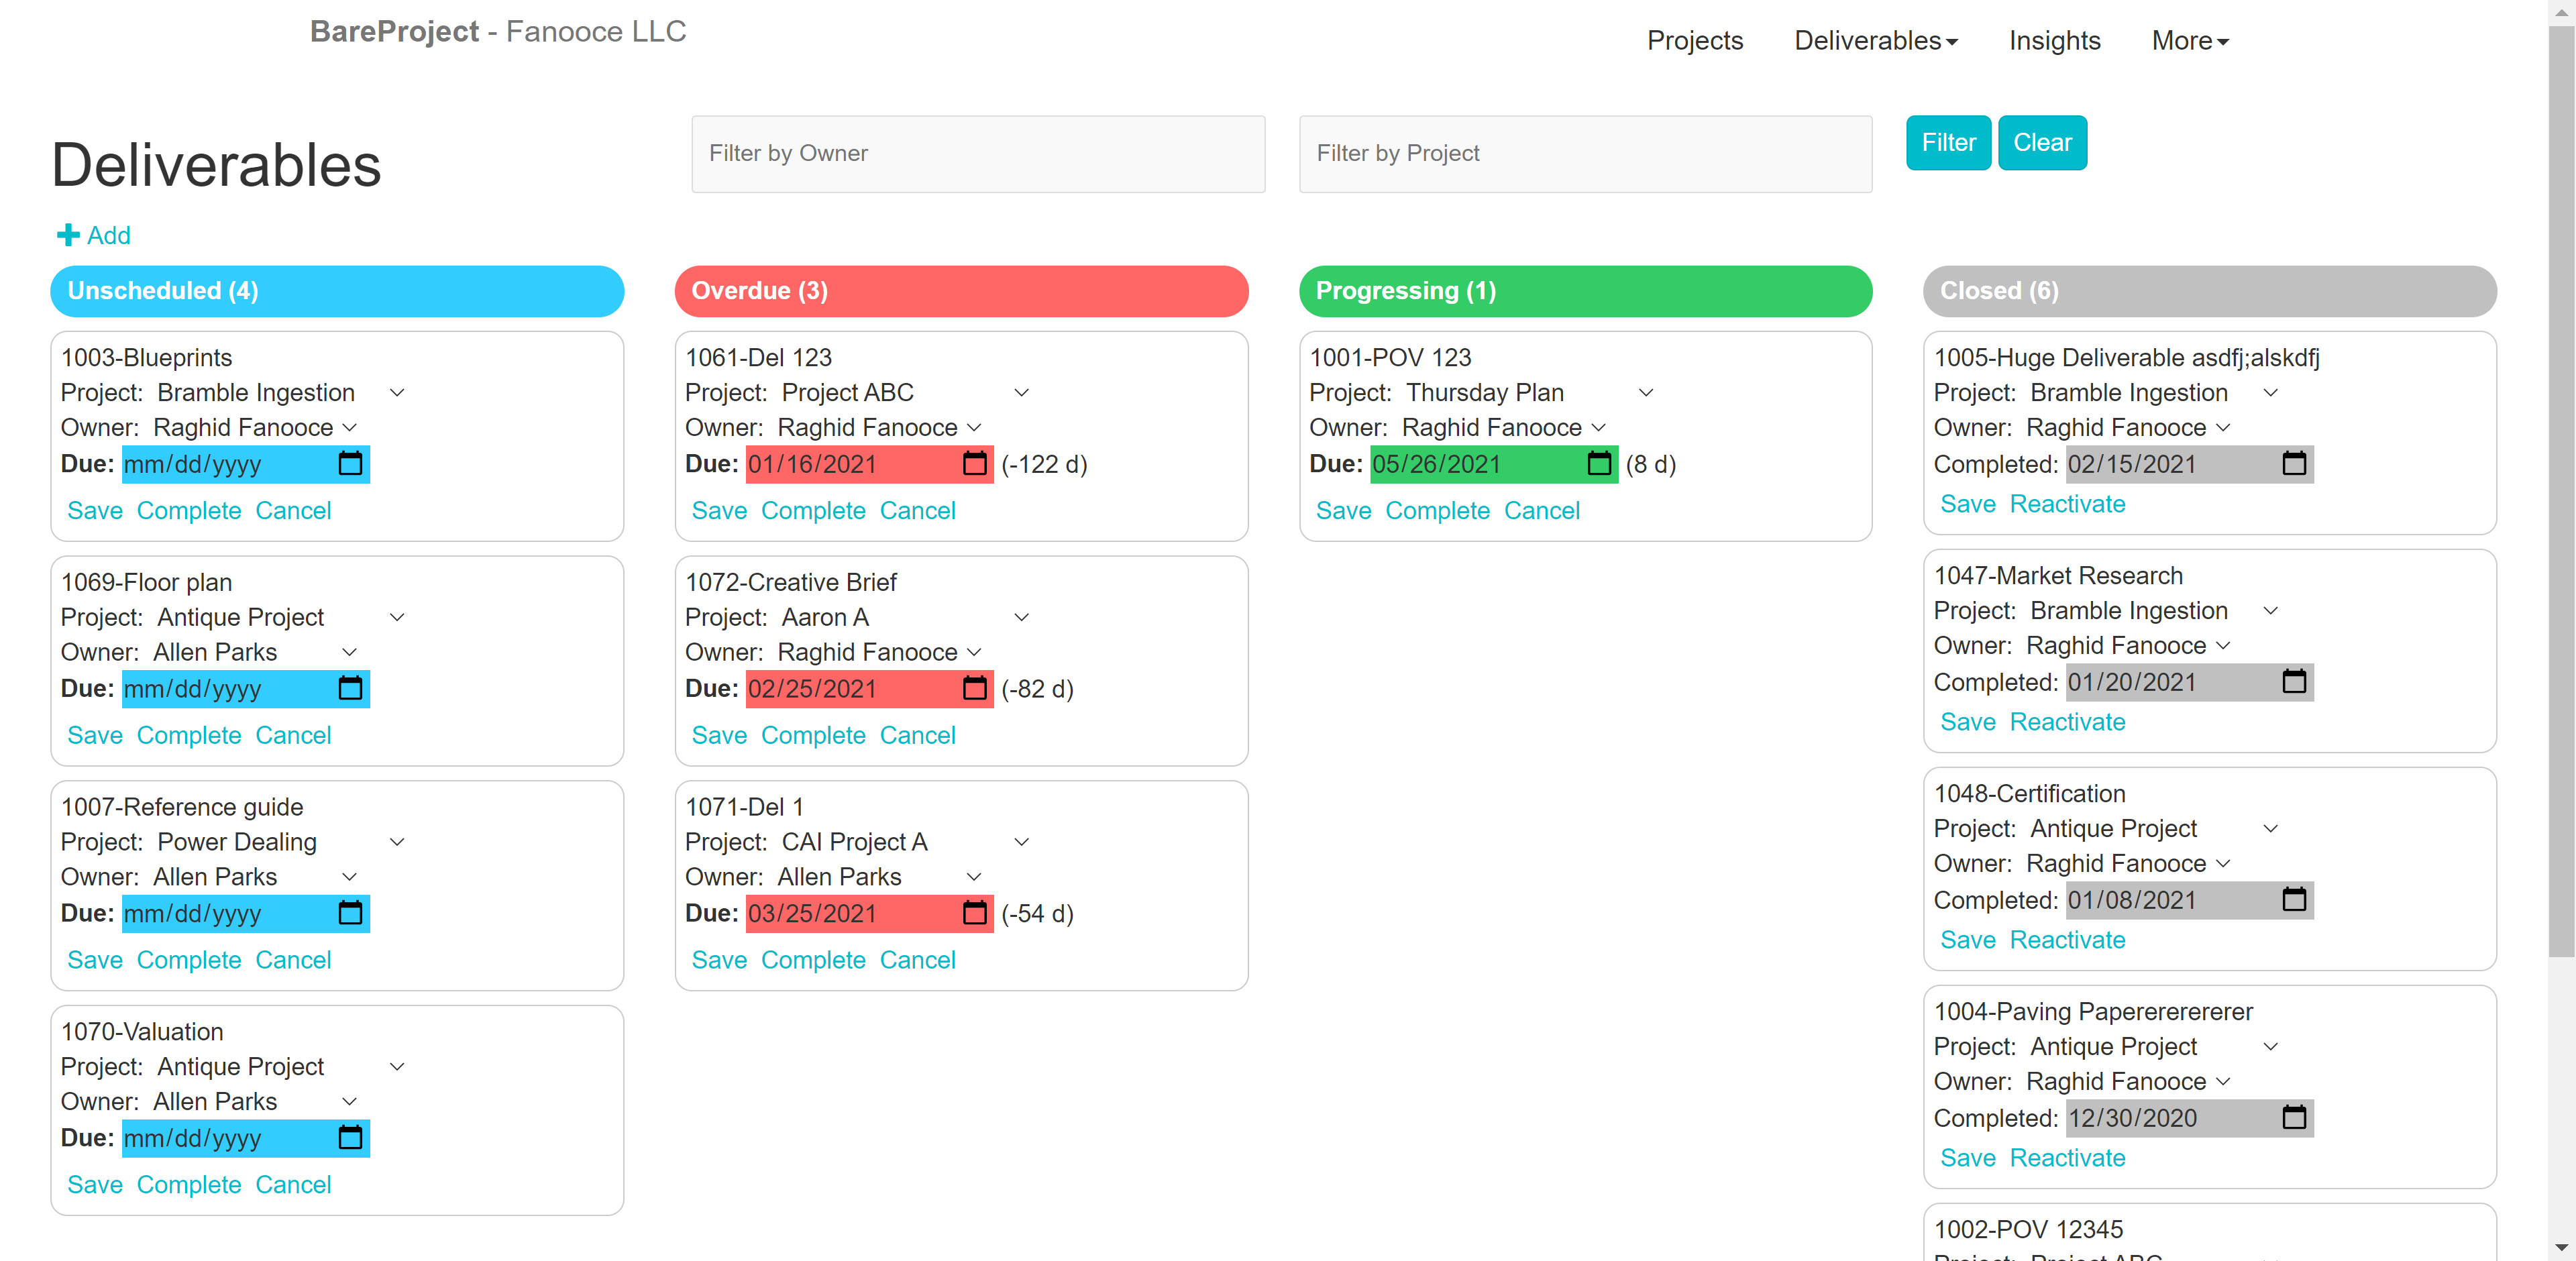 BareProject - Fanooce LLC
Projects Deliverables Insights More
Deliverables
Filter by Owner
Filter by Project
Filter Clear
Add
Unscheduled (4)
1003-Blueprints
Project: Bramble Ingestion
Owner: Raghid Fanooce
Due: mm/dd/yyyy
Save Complete Cancel
1069-Floor plan
Project: Antique Project
Owner: Allen Parks
Due: mm/dd/yyyy
Save Complete Cancel
1007-Reference guide
Project: Power Dealing
Owner: Allen Parks
Due: mm/dd/yyyy
Save Complete Cancel
1070-Valuation
Project: Antique Project
Owner: Allen Parks
Due: mm/dd/yyyy
Save Complete Cancel
Overdue (3)
1061-Del 123
Project: Project ABC
Owner: Raghid Fanooce
Due: 01/16/2021 (-122 d)
Save Complete Cancel
1072-Creative Brief
Project: Aaron A
Owner: Raghid Fanooce
Due: 02/25/2021 (-82 d)
Save Complete Cancel
1071-Del 1
Project: CAI Project A
Owner: Allen Parks
Due: 03/25/2021 (-54 d)
Save Complete Cancel
Progressing (1)
1001-POV 123
Project: Thursday Plan
Owner: Raghid Fanooce
Due: 05/26/2021 (8 d)
Save Complete Cancel
Closed (6)
1005-Huge Deliverable asdfj;alskdfj
Project: Bramble Ingestion
Owner: Raghid Fanooce
Completed: 02/15/2021
Save Reactivate
1047-Market Research
Project: Bramble Ingestion
Owner: Raghid Fanooce
Completed: 01/20/2021
Save Reactivate
1048-Certification
Project: Antique Project
Owner: Raghid Fanooce
Completed: 01/08/2021
Save Reactivate
1004-Paving Paperererererer
Project: Antique Project
Owner: Raghid Fanooce
Completed: 12/30/2020
Save Reactivate
1002-POV 12345
Project: Project ABC